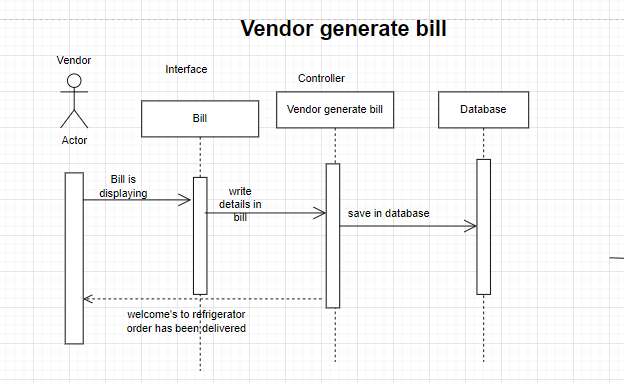 Vendor generate bill
Vendor
Interface
Controller
Bill
Vendor generate bill
Database
Actor
Bill is
displaying
write
details in
bill
save in database
welcome's to refrigerator
order has been delivered